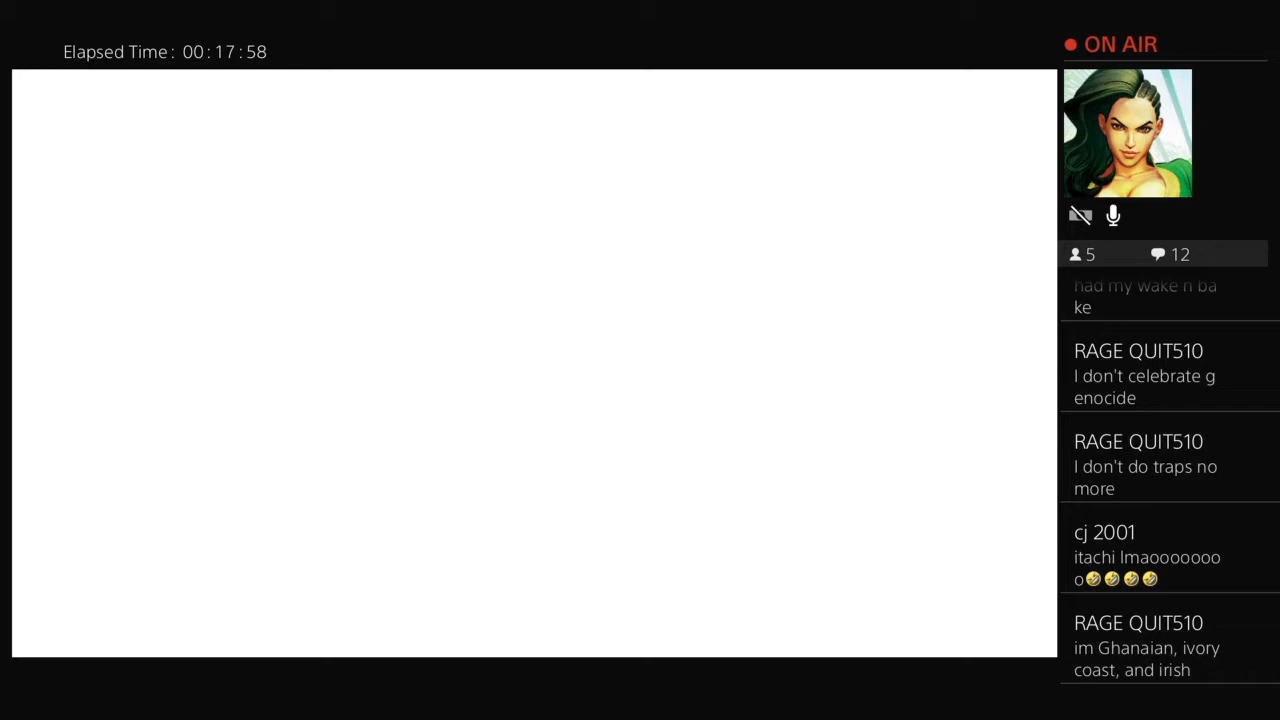 Elapsed Time: 00:17:58
ON AIR
5 12
had my wake n ba
ke
RAGE QUIT510
I don't celebrate g
enocide
RAGE QUIT510
I don't do traps no
more
cj 2001
itachi lmaooooooo
o🤣🤣🤣🤣
RAGE QUIT510
im Ghanaian, ivory
coast, and irish